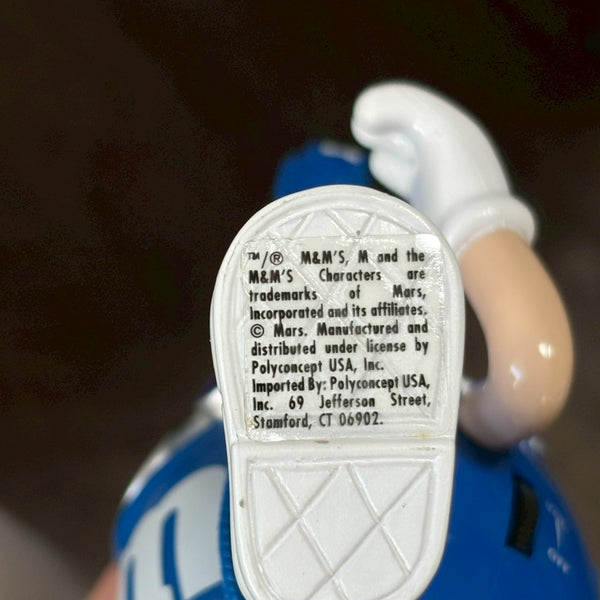 ™/® M&M'S, M and the
M&M'S Characters are
trademarks of Mars,
Incorporated and its affiliates.
© Mars. Manufactured and
distributed under license by
Polyconcept USA, Inc.
Imported By: Polyconcept USA,
Inc. 69 Jefferson Street,
Stamford, CT 06902.
m